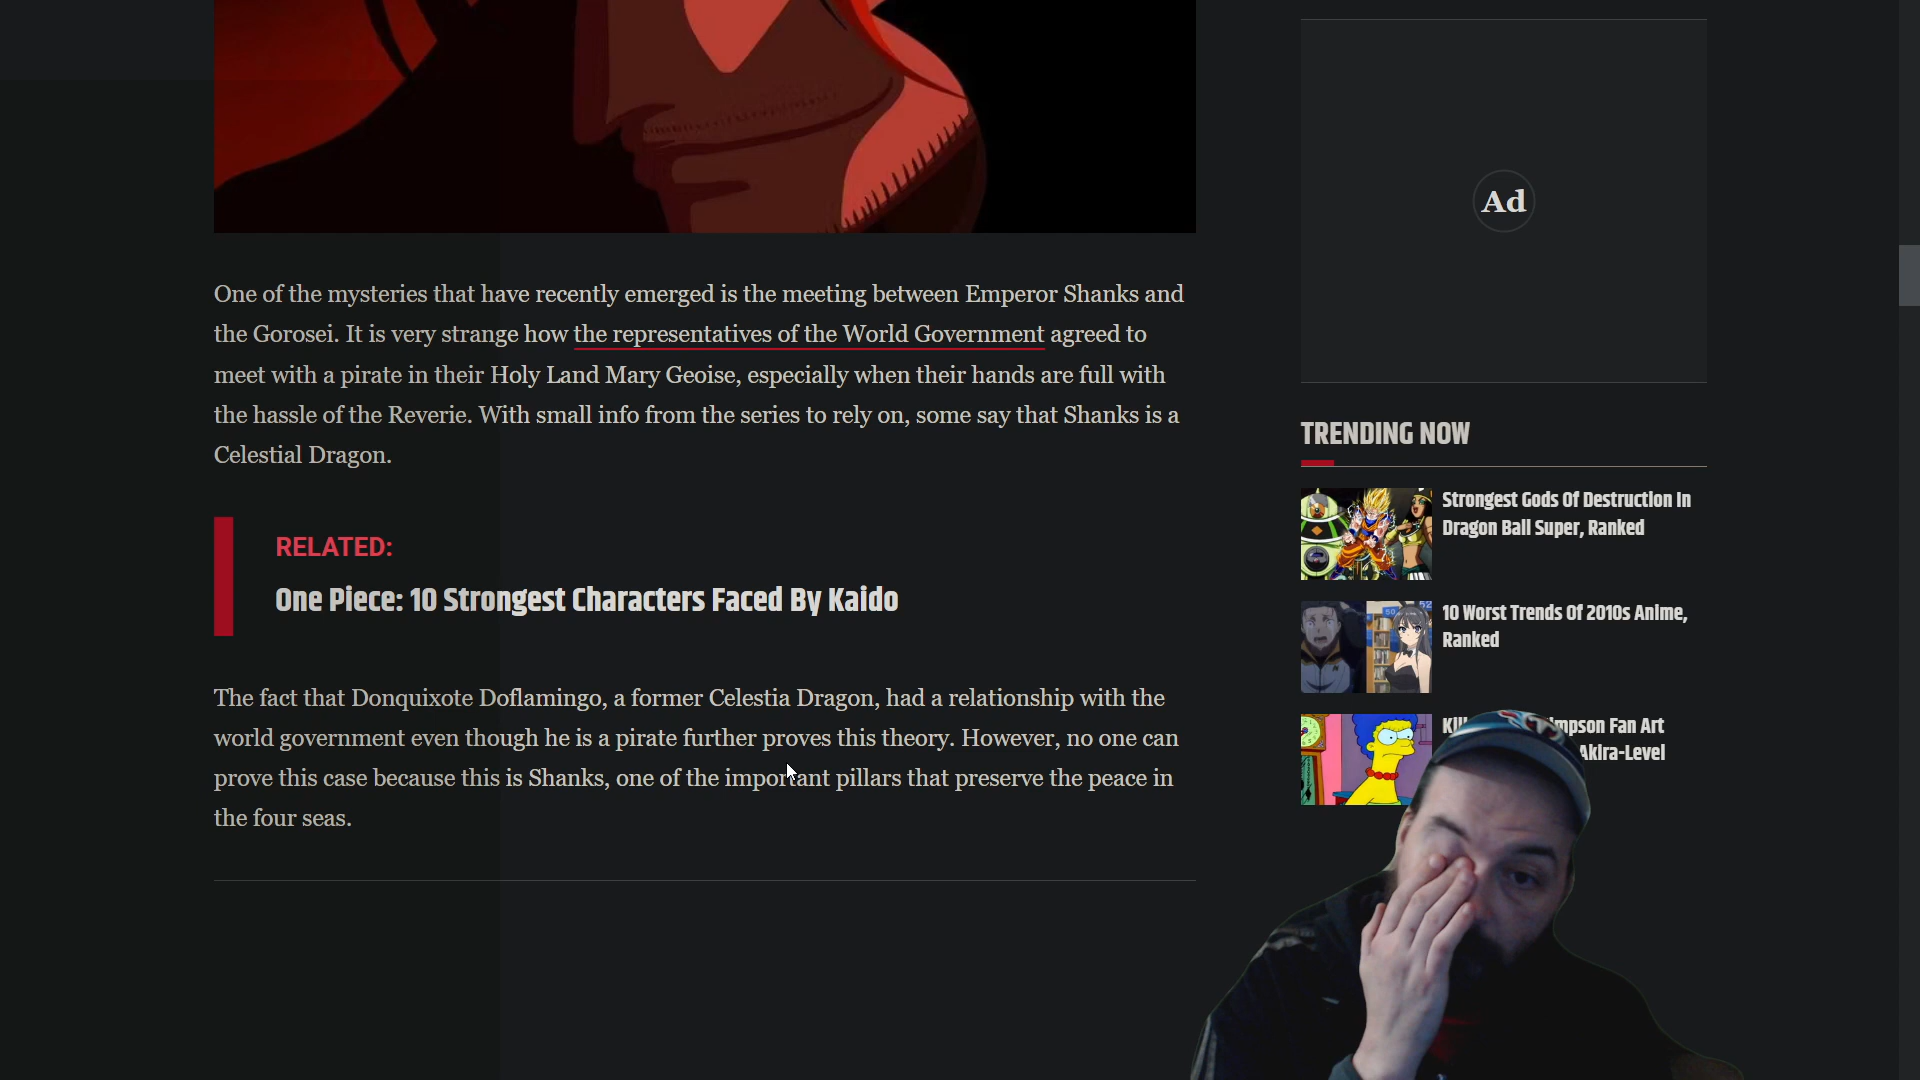 One of the mysteries that have recently emerged is the meeting between Emperor Shanks and
the Gorosei. It is very strange how the representatives of the World Government agreed to
meet with a pirate in their Holy Land Mary Geoise, especially when their hands are full with
the hassle of the Reverie. With small info from the series to rely on, some say that Shanks is a
Celestial Dragon.
RELATED:
One Piece: 10 Strongest Characters Faced By Kaido
The fact that Donquixote Doflamingo, a former Celestia Dragon, had a relationship with the
world government even though he is a pirate further proves this theory. However, no one can
prove this case because this is Shanks, one of the important pillars that preserve the peace in
the four seas.
Ad
TRENDING NOW
Strongest Gods Of Destruction In
Dragon Ball Super, Ranked
10 Worst Trends Of 2010s Anime,
Ranked
Fan Art
Akira-Level